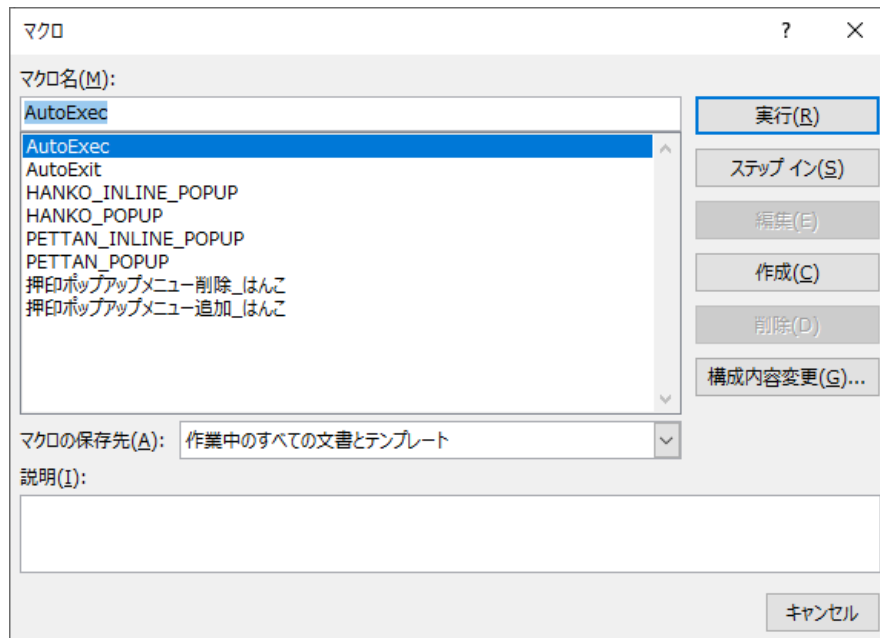 マクロ
マクロ名(M):
AutoExec
AutoExec
AutoExit
HANKO_INLINE_POPUP
HANKO_POPUP
PETTAN_INLINE_POPUP
PETTAN_POPUP
押印ポップアップメニュー削除_はんこ
押印ポップアップメニュー追加_はんこ
実行(R)
ステップ イン(S)
編集(E)
作成(C)
削除(D)
構成内容変更(G)...
マクロの保存先(A): 作業中のすべての文書とテンプレート
説明(I):
キャンセル